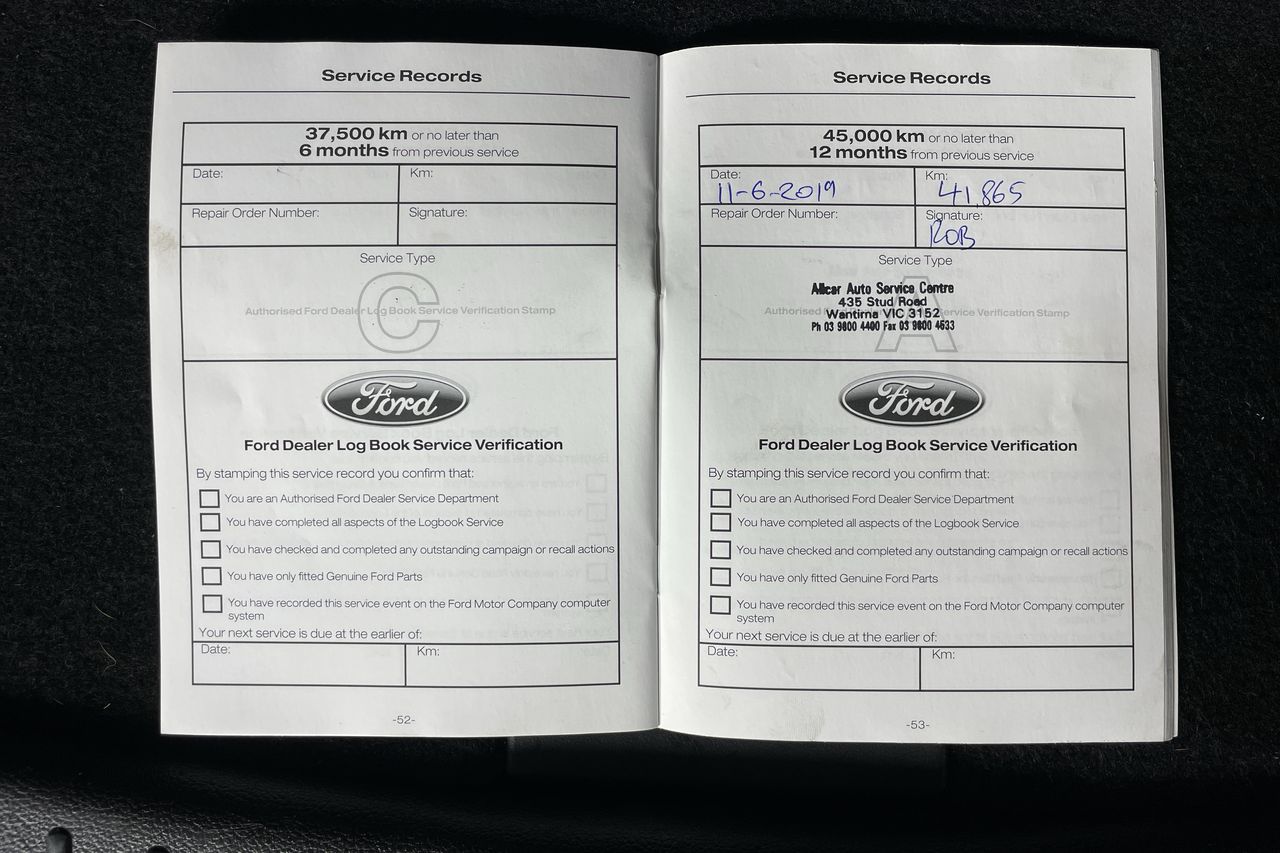 Service Records
37,500 km or no later than
6 months from previous service
Date:
Km:
Repair Order Number:
Signature:
Service Type
C
Authorised Ford Dealer Log Book Service Verification Stamp
Ford
Ford Dealer Log Book Service Verification
By stamping this service record you confirm that:
You are an Authorised Ford Dealer Service Department
You have completed all aspects of the Logbook Service
You have checked and completed any outstanding campaign or recall actions
You have only fitted Genuine Ford Parts
You have recorded this service event on the Ford Motor Company computer
system
Your next service is due at the earlier of:
Date:
Km:
-52-
Service Records
45,000 km or no later than
12 months from previous service
Date:
11-6-2019
Km:
41,865
Repair Order Number:
Signature:
ROB
Service Type
A
Allcar Auto Service Centre
435 Stud Road
Authorised Ford Dealer Service Verification Stamp
Wantirna VIC 3152
Ph 03 9800 4400 Fax 03 9800 4533
Ford
Ford Dealer Log Book Service Verification
By stamping this service record you confirm that:
You are an Authorised Ford Dealer Service Department
You have completed all aspects of the Logbook Service
You have checked and completed any outstanding campaign or recall actions
You have only fitted Genuine Ford Parts
You have recorded this service event on the Ford Motor Company computer
system
Your next service is due at the earlier of:
Date:
Km:
-53-